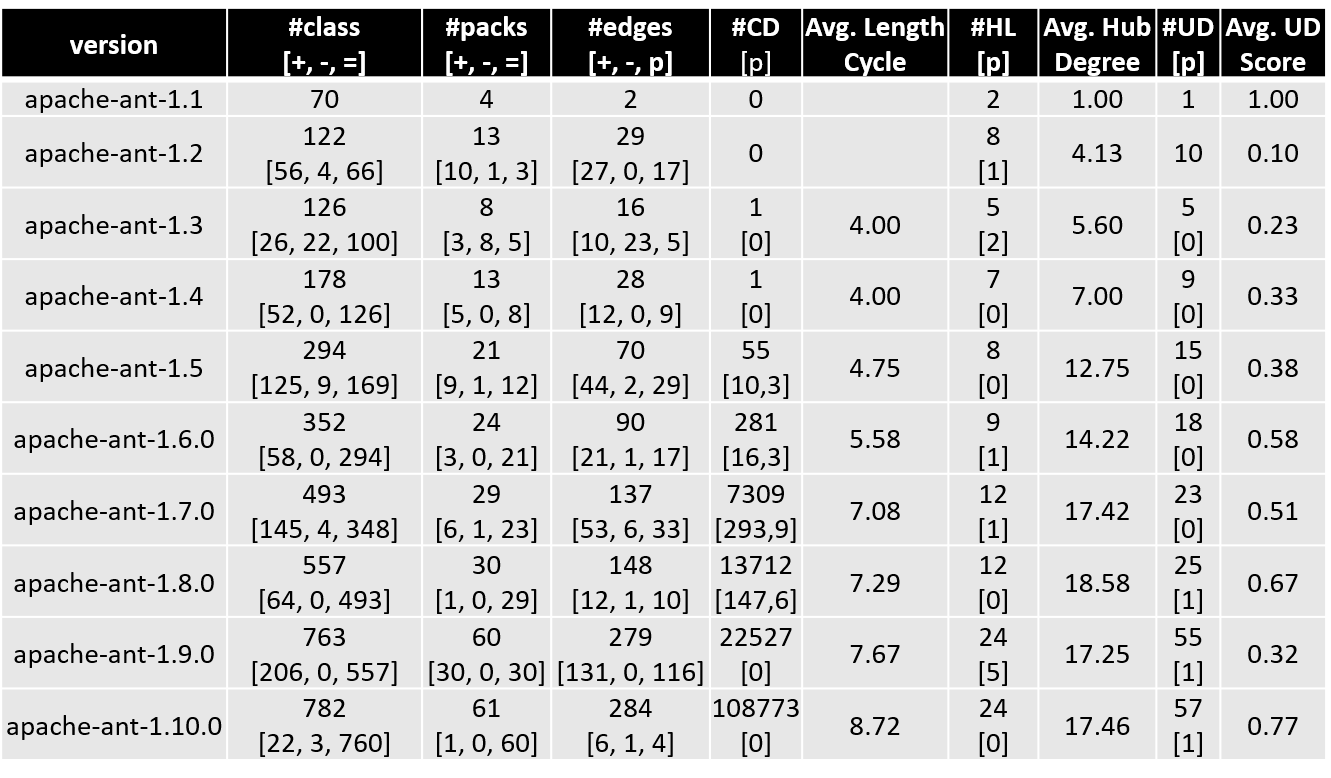 version #class [+, -, =] #packs [+, -, =] #edges [+, -, p] #CD [p] Avg. Length Cycle #HL [p] Avg. Hub Degree #UD [p] Avg. UD Score
apache-ant-1.1 70 4 2 0 2 1.00 1 1.00
apache-ant-1.2 122 [56, 4, 66] 13 [10, 1, 3] 29 [27, 0, 17] 0 8 [1] 4.13 10 0.10
apache-ant-1.3 126 [26, 22, 100] 8 [3, 8, 5] 16 [10, 23, 5] 1 [0] 4.00 5 [2] 5.60 5 [0] 0.23
apache-ant-1.4 178 [52, 0, 126] 13 [5, 0, 8] 28 [12, 0, 9] 1 [0] 4.00 7 [0] 7.00 9 [0] 0.33
apache-ant-1.5 294 [125, 9, 169] 21 [9, 1, 12] 70 [44, 2, 29] 55 [10,3] 4.75 8 [0] 12.75 15 [0] 0.38
apache-ant-1.6.0 352 [58, 0, 294] 24 [3, 0, 21] 90 [21, 1, 17] 281 [16,3] 5.58 9 [1] 14.22 18 [0] 0.58
apache-ant-1.7.0 493 [145, 4, 348] 29 [6, 1, 23] 137 [53, 6, 33] 7309 [293,9] 7.08 12 [1] 17.42 23 [0] 0.51
apache-ant-1.8.0 557 [64, 0, 493] 30 [1, 0, 29] 148 [12, 1, 10] 13712 [147,6] 7.29 12 [0] 18.58 25 [1] 0.67
apache-ant-1.9.0 763 [206, 0, 557] 60 [30, 0, 30] 279 [131, 0, 116] 22527 [0] 7.67 24 [5] 17.25 55 [1] 0.32
apache-ant-1.10.0 782 [22, 3, 760] 61 [1, 0, 60] 284 [6, 1, 4] 108773 [0] 8.72 24 [0] 17.46 57 [1] 0.77